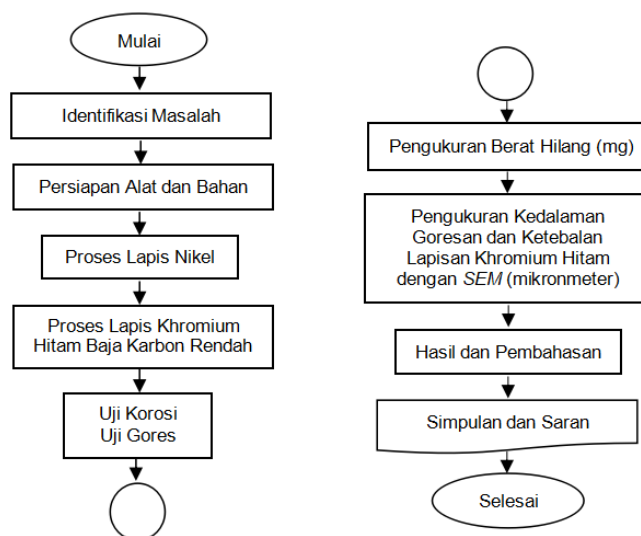 Mulai
Identifikasi Masalah
Persiapan Alat dan Bahan
Proses Lapis Nikel
Proses Lapis Khromium
Hitam Baja Karbon Rendah
Uji Korosi
Uji Gores
Pengukuran Berat Hilang (mg)
Pengukuran Kedalaman
Goresan dan Ketebalan
Lapisan Khromium Hitam
dengan SEM (mikronmeter)
Hasil dan Pembahasan
Simpulan dan Saran
Selesai